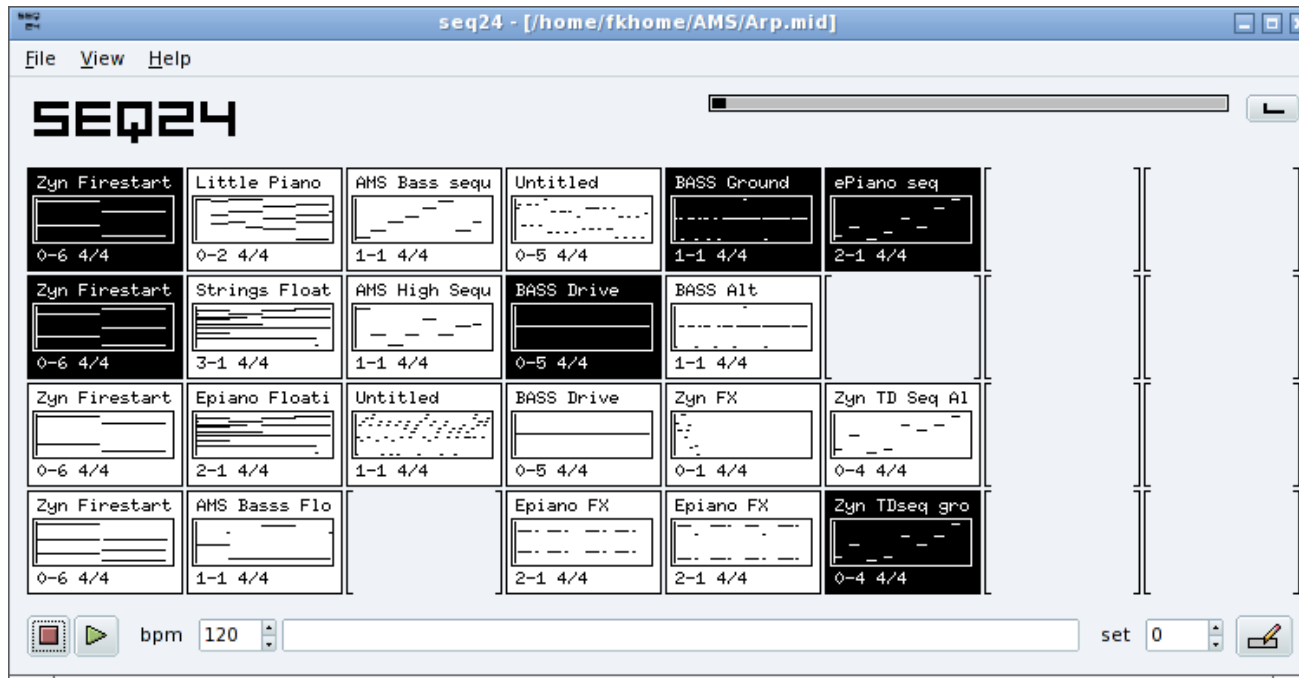 SEQ 24
seq24 - [/home/fkhome/AMS/Arp.mid]
File View Help
SEQ24
Zyn Firestart Little Piano AMS Bass sequ Untitled BASS Ground ePiano seq
0-6 4/4 0-2 4/4 1-1 4/4 0-5 4/4 1-1 4/4 2-1 4/4
Zyn Firestart Strings Float AMS High Sequ BASS Drive BASS Alt
0-6 4/4 3-1 4/4 1-1 4/4 0-5 4/4 1-1 4/4
Zyn Firestart Epiano Floati Untitled BASS Drive Zyn FX Zyn TD Seq Al
0-6 4/4 2-1 4/4 1-1 4/4 0-5 4/4 0-1 4/4 0-4 4/4
Zyn Firestart AMS Basss Flo Epiano FX Epiano FX Zyn TDseq gro
0-6 4/4 1-1 4/4 2-1 4/4 2-1 4/4 0-4 4/4
bpm 120 set 0